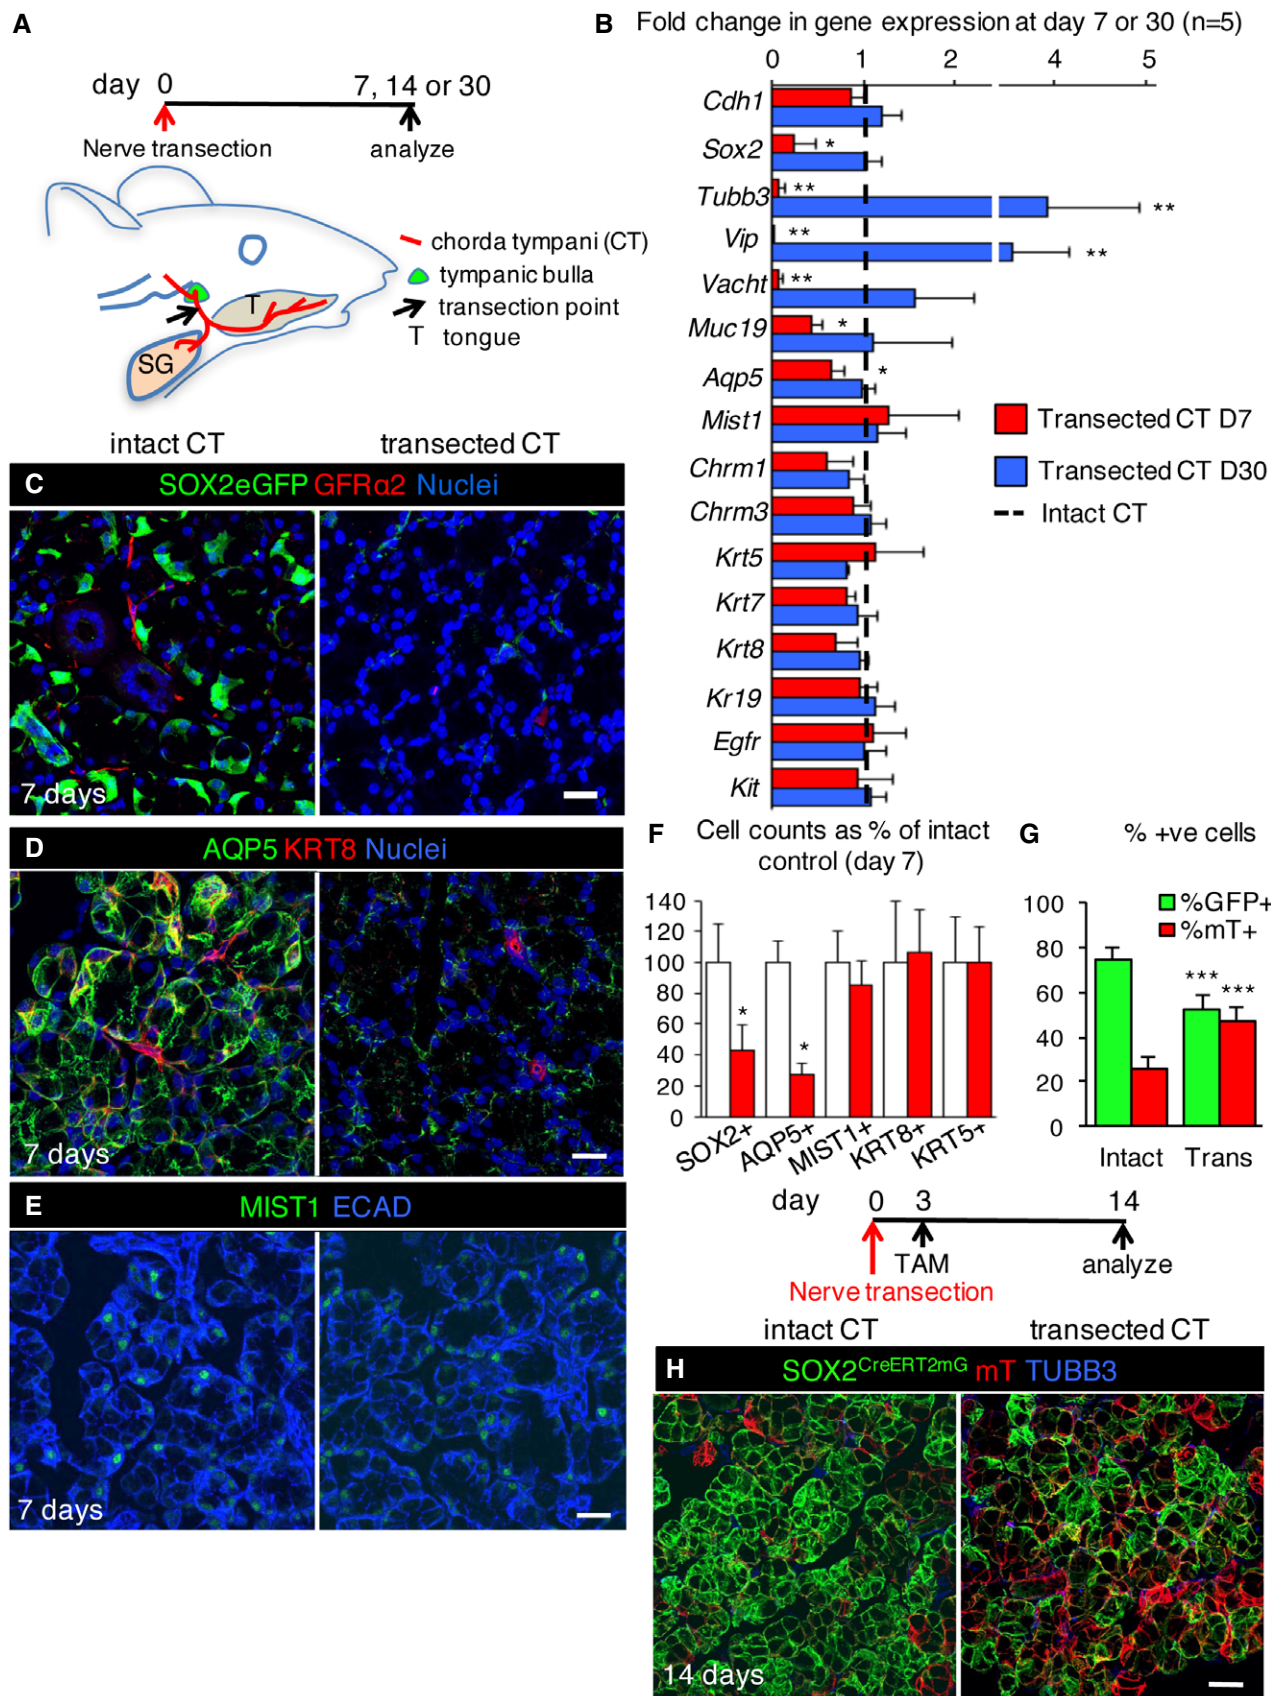 A
day 0 7, 14 or 30
Nerve transection analyze
chorda tympani (CT)
tympanic bulla
transection point
T tongue
T
SG
B Fold change in gene expression at day 7 or 30 (n=5)
0 1 2 4 5
Cdh1
Sox2 *
Tubb3 ** **
Vip ** **
Vacht **
Muc19 *
Aqp5 *
Mist1
Chrm1
Chrm3
Krt5
Krt7
Krt8
Kr19
Egfr
Kit
Transected CT D7
Transected CT D30
Intact CT
intact CT transected CT
C SOX2eGFP GFRα2 Nuclei
7 days
D AQP5 KRT8 Nuclei
7 days
E MIST1 ECAD
7 days
F Cell counts as % of intact
control (day 7)
140
120
100
80
60
40
20
0
* *
SOX2+ AQP5+ MIST1+ KRT8+ KRT5+
G % +ve cells
%GFP+
%mT+
100
80
60
40
20
0
*** ***
Intact Trans
day 0 3 14
TAM analyze
Nerve transection
intact CT transected CT
H SOX2CreERT2mG mT TUBB3
14 days